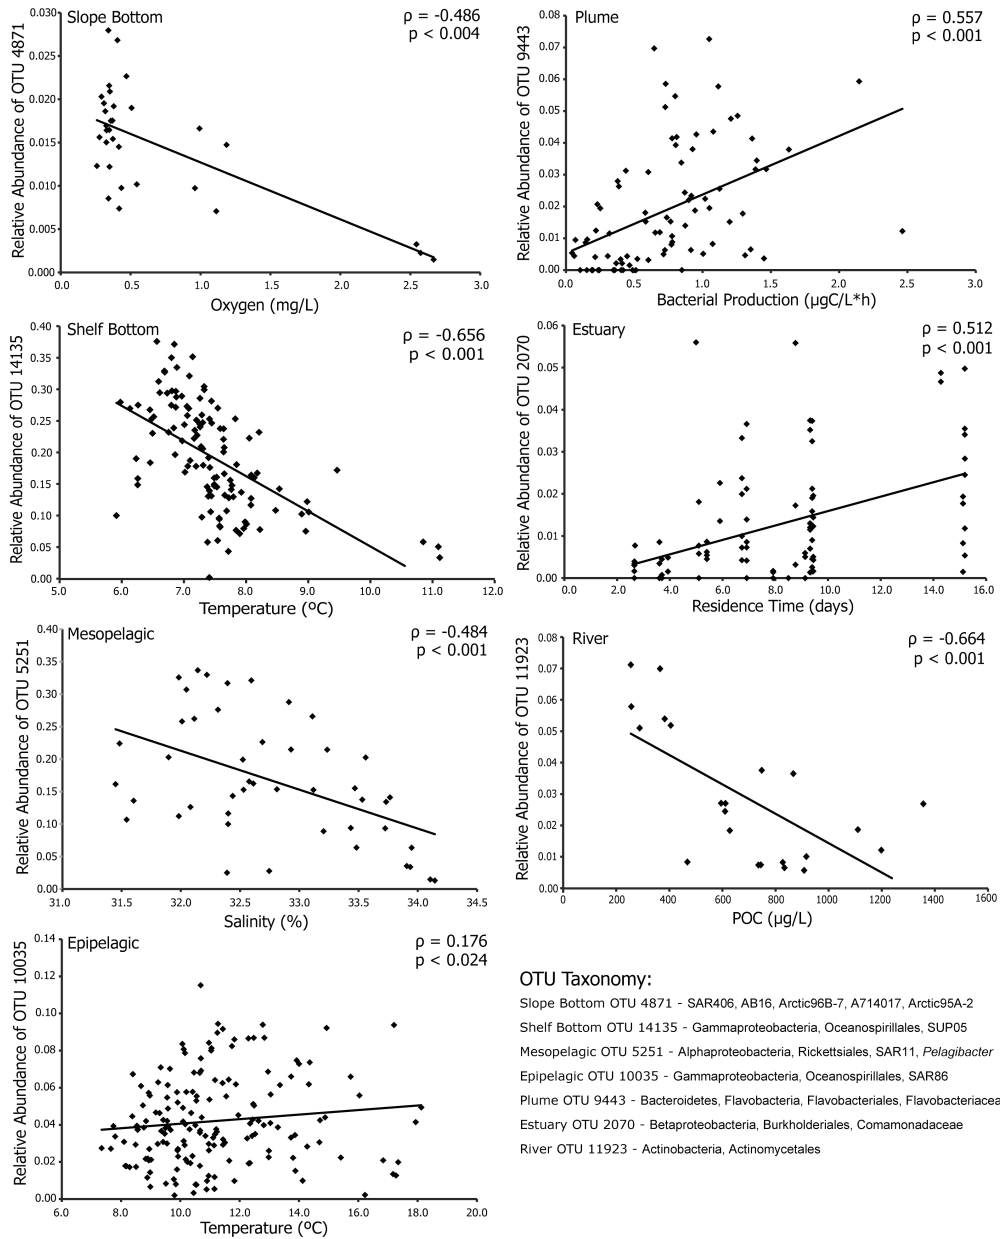 Slope Bottom
ρ = -0.486
p < 0.004
Relative Abundance of OTU 4871
0.030
0.025
0.020
0.015
0.010
0.005
0.000
0.0 0.5 1.0 1.5 2.0 2.5 3.0
Oxygen (mg/L)
Plume
ρ = 0.557
p < 0.001
Relative Abundance of OTU 9443
0.08
0.07
0.06
0.05
0.04
0.03
0.02
0.01
0.00
0.0 0.5 1.0 1.5 2.0 2.5 3.0
Bacterial Production (µgC/L*h)
Shelf Bottom
ρ = -0.656
p < 0.001
Relative Abundance of OTU 14135
0.40
0.35
0.30
0.25
0.20
0.15
0.10
0.05
0.00
5.0 6.0 7.0 8.0 9.0 10.0 11.0 12.0
Temperature (ºC)
Estuary
ρ = 0.512
p < 0.001
Relative Abundance of OTU 2070
0.06
0.05
0.04
0.03
0.02
0.01
0.00
0.0 2.0 4.0 6.0 8.0 10.0 12.0 14.0 16.0
Residence Time (days)
Mesopelagic
ρ = -0.484
p < 0.001
Relative Abundance of OTU 5251
0.40
0.35
0.30
0.25
0.20
0.15
0.10
0.05
0.00
31.0 31.5 32.0 32.5 33.0 33.5 34.0 34.5
Salinity (%)
River
ρ = -0.664
p < 0.001
Relative Abundance of OTU 11923
0.08
0.07
0.06
0.05
0.04
0.03
0.02
0.01
0.00
0 200 400 600 800 1000 1200 1400 1600
POC (µg/L)
Epipelagic
ρ = 0.176
p < 0.024
Relative Abundance of OTU 10035
0.14
0.12
0.10
0.08
0.06
0.04
0.02
0.00
6.0 8.0 10.0 12.0 14.0 16.0 18.0 20.0
Temperature (ºC)
OTU Taxonomy:
Slope Bottom OTU 4871 - SAR406, AB16, Arctic96B-7, A714017, Arctic95A-2
Shelf Bottom OTU 14135 - Gammaproteobacteria, Oceanospirillales, SUP05
Mesopelagic OTU 5251 - Alphaproteobacteria, Rickettsiales, SAR11, Pelagibacter
Epipelagic OTU 10035 - Gammaproteobacteria, Oceanospirillales, SAR86
Plume OTU 9443 - Bacteroidetes, Flavobacteria, Flavobacteriales, Flavobacteriacea
Estuary OTU 2070 - Betaproteobacteria, Burkholderiales, Comamonadaceae
River OTU 11923 - Actinobacteria, Actinomycetales